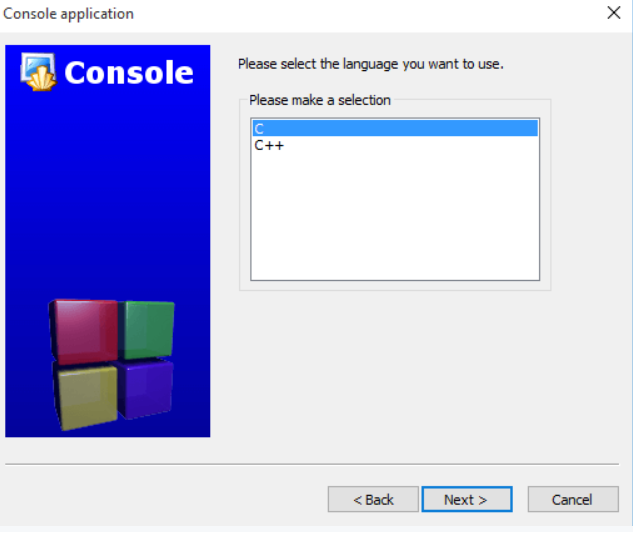 Console application
Console
Please select the language you want to use.
Please make a selection
C
C++
< Back
Next >
Cancel